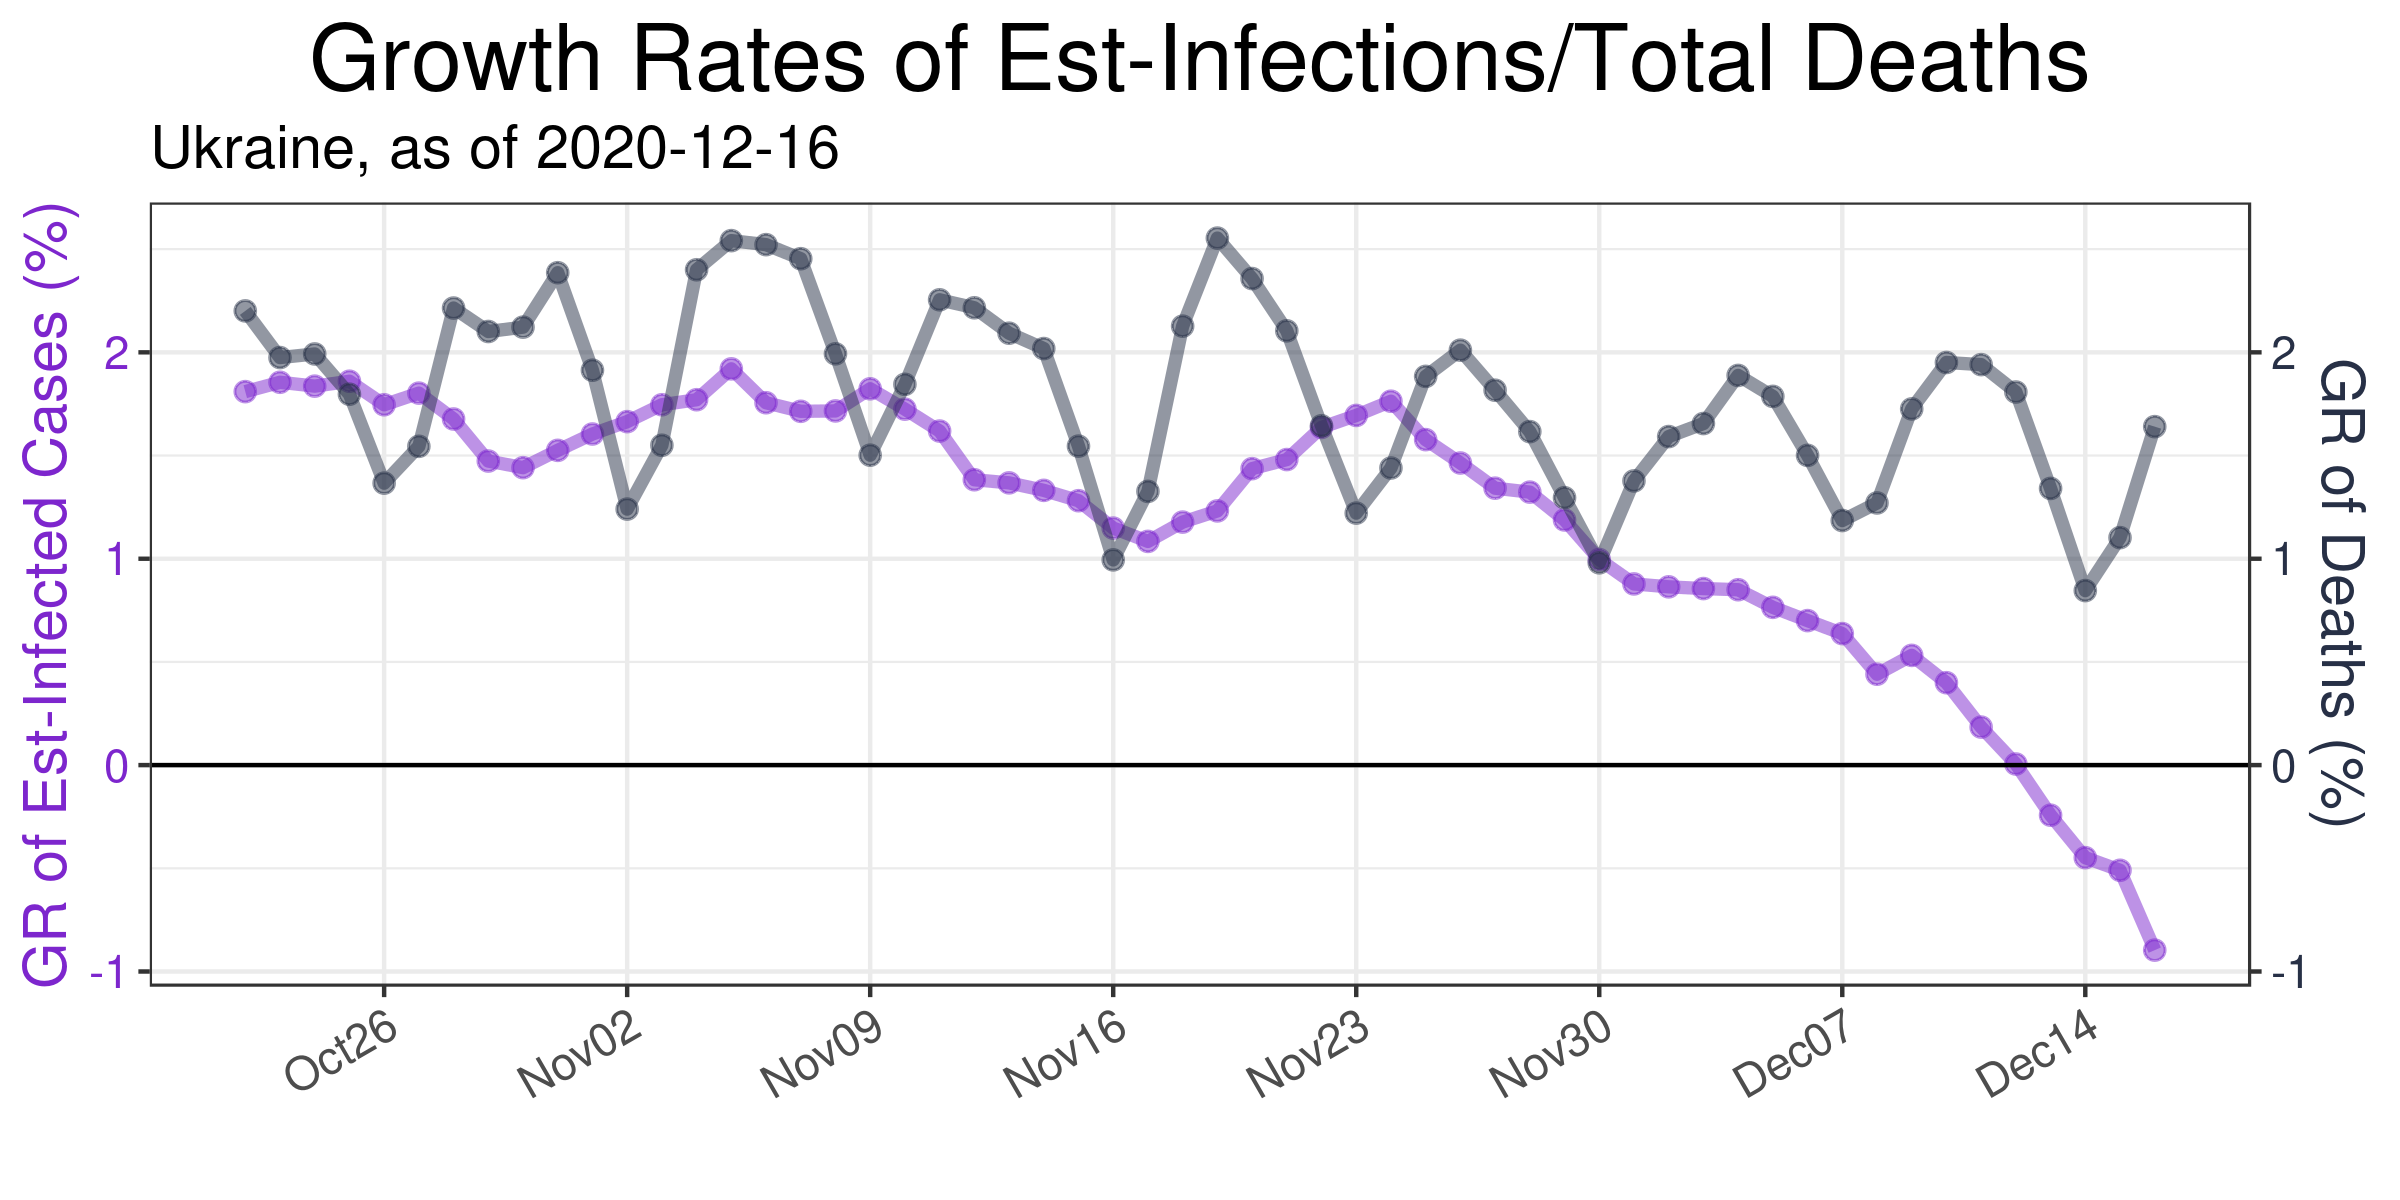 Growth Rates of Est-Infections/Total Deaths
Ukraine, as of 2020-12-16
GR of Est-Infected Cases (%)
2
1
0
-1
2
1
0
-1
GR of Deaths (%)
Oct26
Nov02
Nov09
Nov16
Nov23
Nov30
Dec07
Dec14